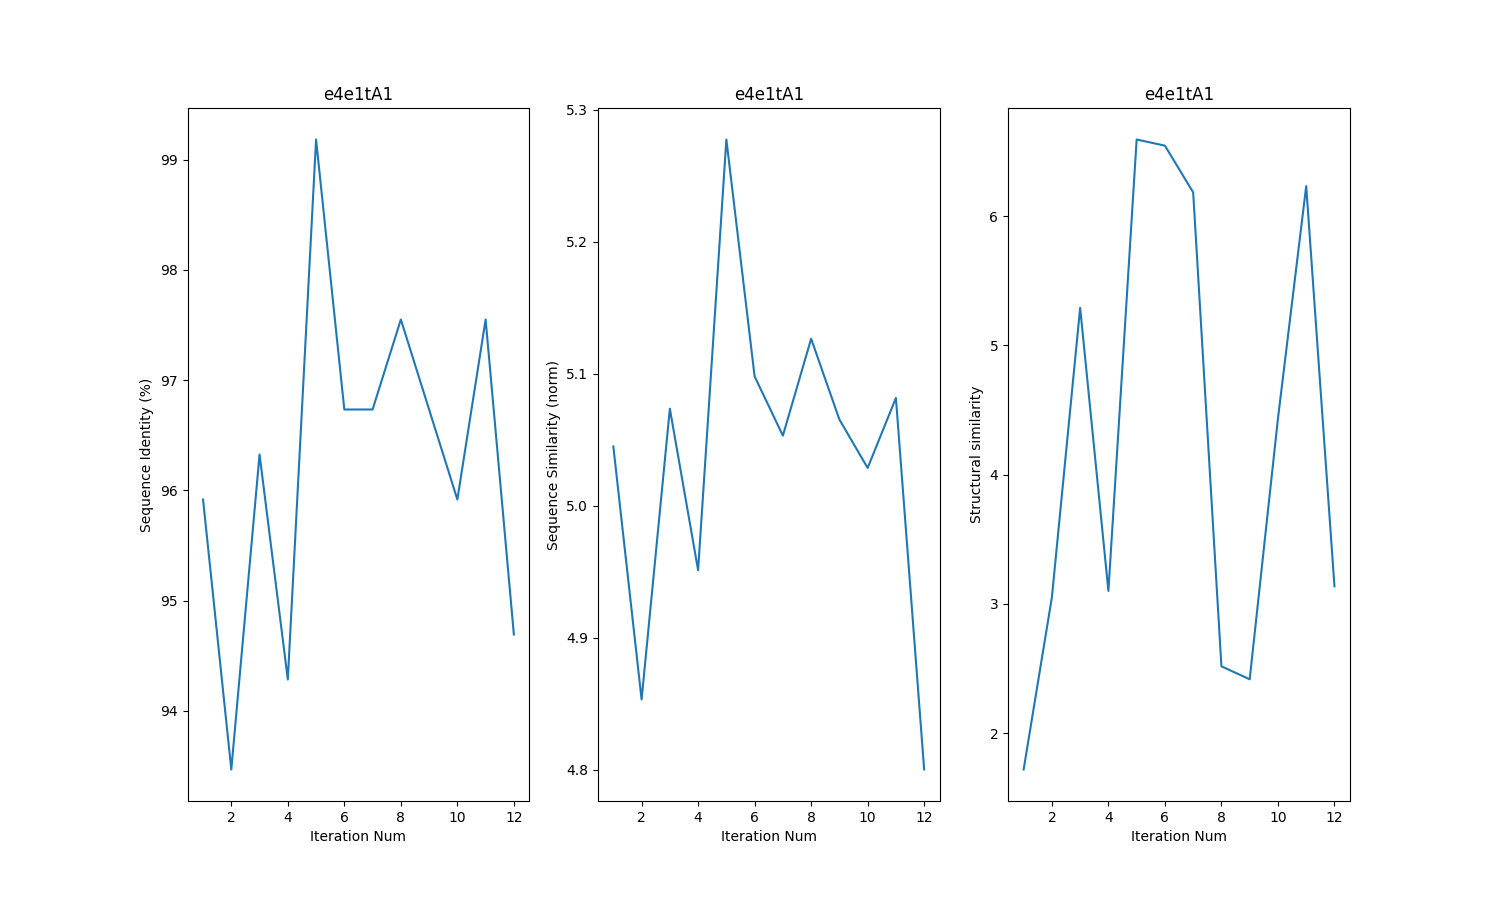 e4e1tA1
e4e1tA1
e4e1tA1
Sequence Identity (%)
99
98
97
96
95
94
2 4 6 8 10 12
Iteration Num
Sequence Similarity (norm)
5.3
5.2
5.1
5.0
4.9
4.8
2 4 6 8 10 12
Iteration Num
Structural similarity
6
5
4
3
2
2 4 6 8 10 12
Iteration Num